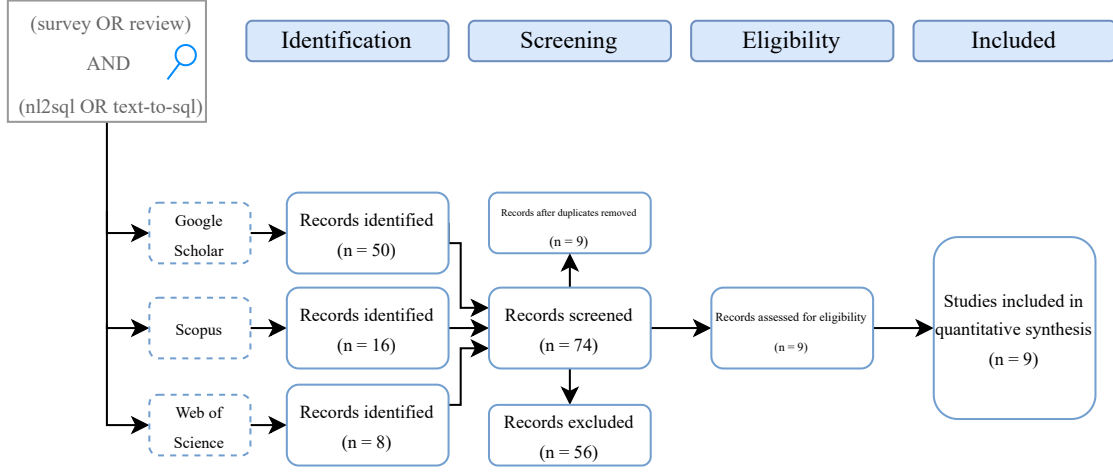 (survey OR review)
AND
(nl2sql OR text-to-sql)
Identification
Screening
Eligibility
Included
Google
Scholar
Records identified
(n = 50)
Scopus
Records identified
(n = 16)
Web of
Science
Records identified
(n = 8)
Records after duplicates removed
(n = 9)
Records screened
(n = 74)
Records excluded
(n = 56)
Records assessed for eligibility
(n = 9)
Studies included in
quantitative synthesis
(n = 9)